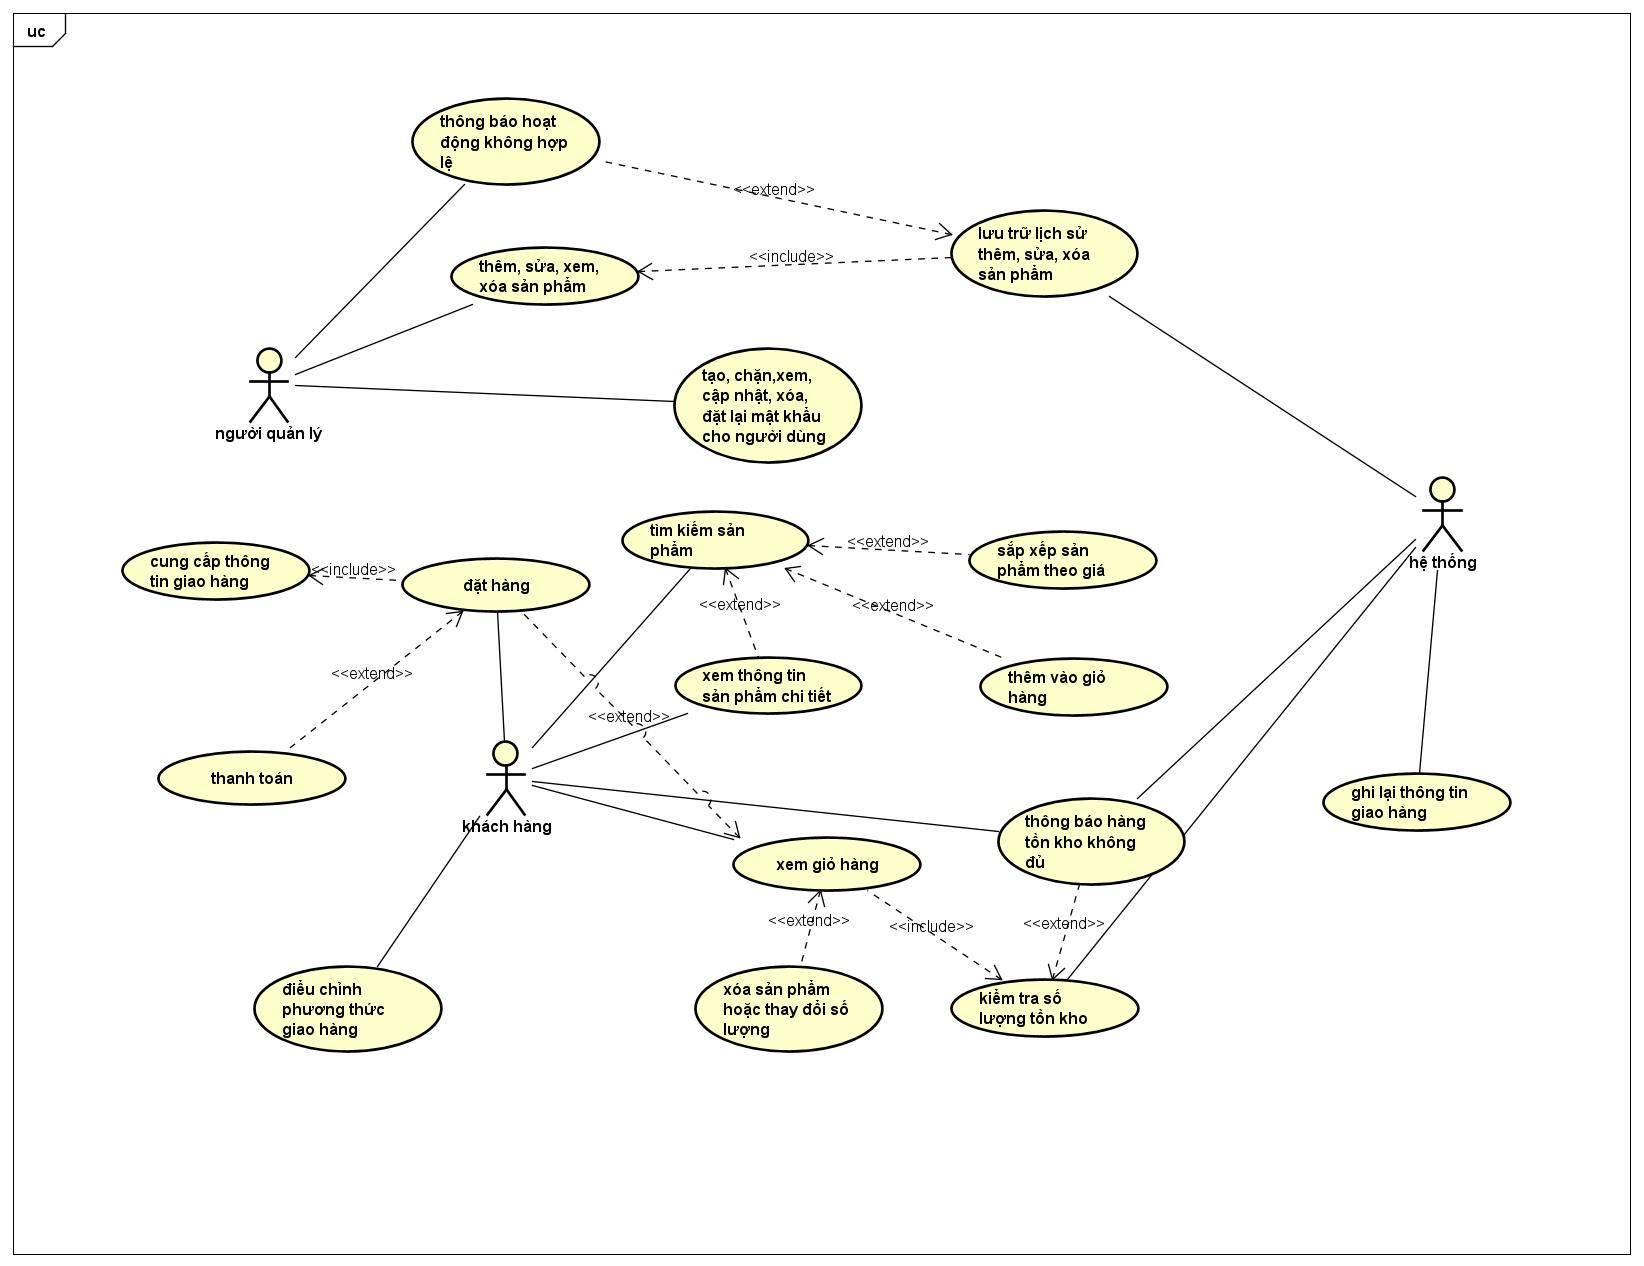 uc
thông báo hoạt
động không hợp
lệ
<<extend>>
lưu trữ lịch sử
thêm, sửa, xóa
sản phẩm
<<include>>
thêm, sửa, xem,
xóa sản phẩm
tạo, chặn,xem,
cập nhật, xóa,
đặt lại mật khẩu
cho người dùng
người quản lý
tìm kiếm sản
phẩm
<<extend>>
sắp xếp sản
phẩm theo giá
hệ thống
cung cấp thông
tin giao hàng
<<include>>
đặt hàng
<<extend>>
<<extend>>
<<extend>>
xem thông tin
sản phẩm chi tiết
thêm vào giỏ
hàng
<<extend>>
thanh toán
khách hàng
ghi lại thông tin
giao hàng
thông báo hàng
tồn kho không
đủ
xem giỏ hàng
<<extend>>
<<include>>
<<extend>>
điều chỉnh
phương thức
giao hàng
xóa sản phẩm
hoặc thay đổi số
lượng
kiểm tra số
lượng tồn kho